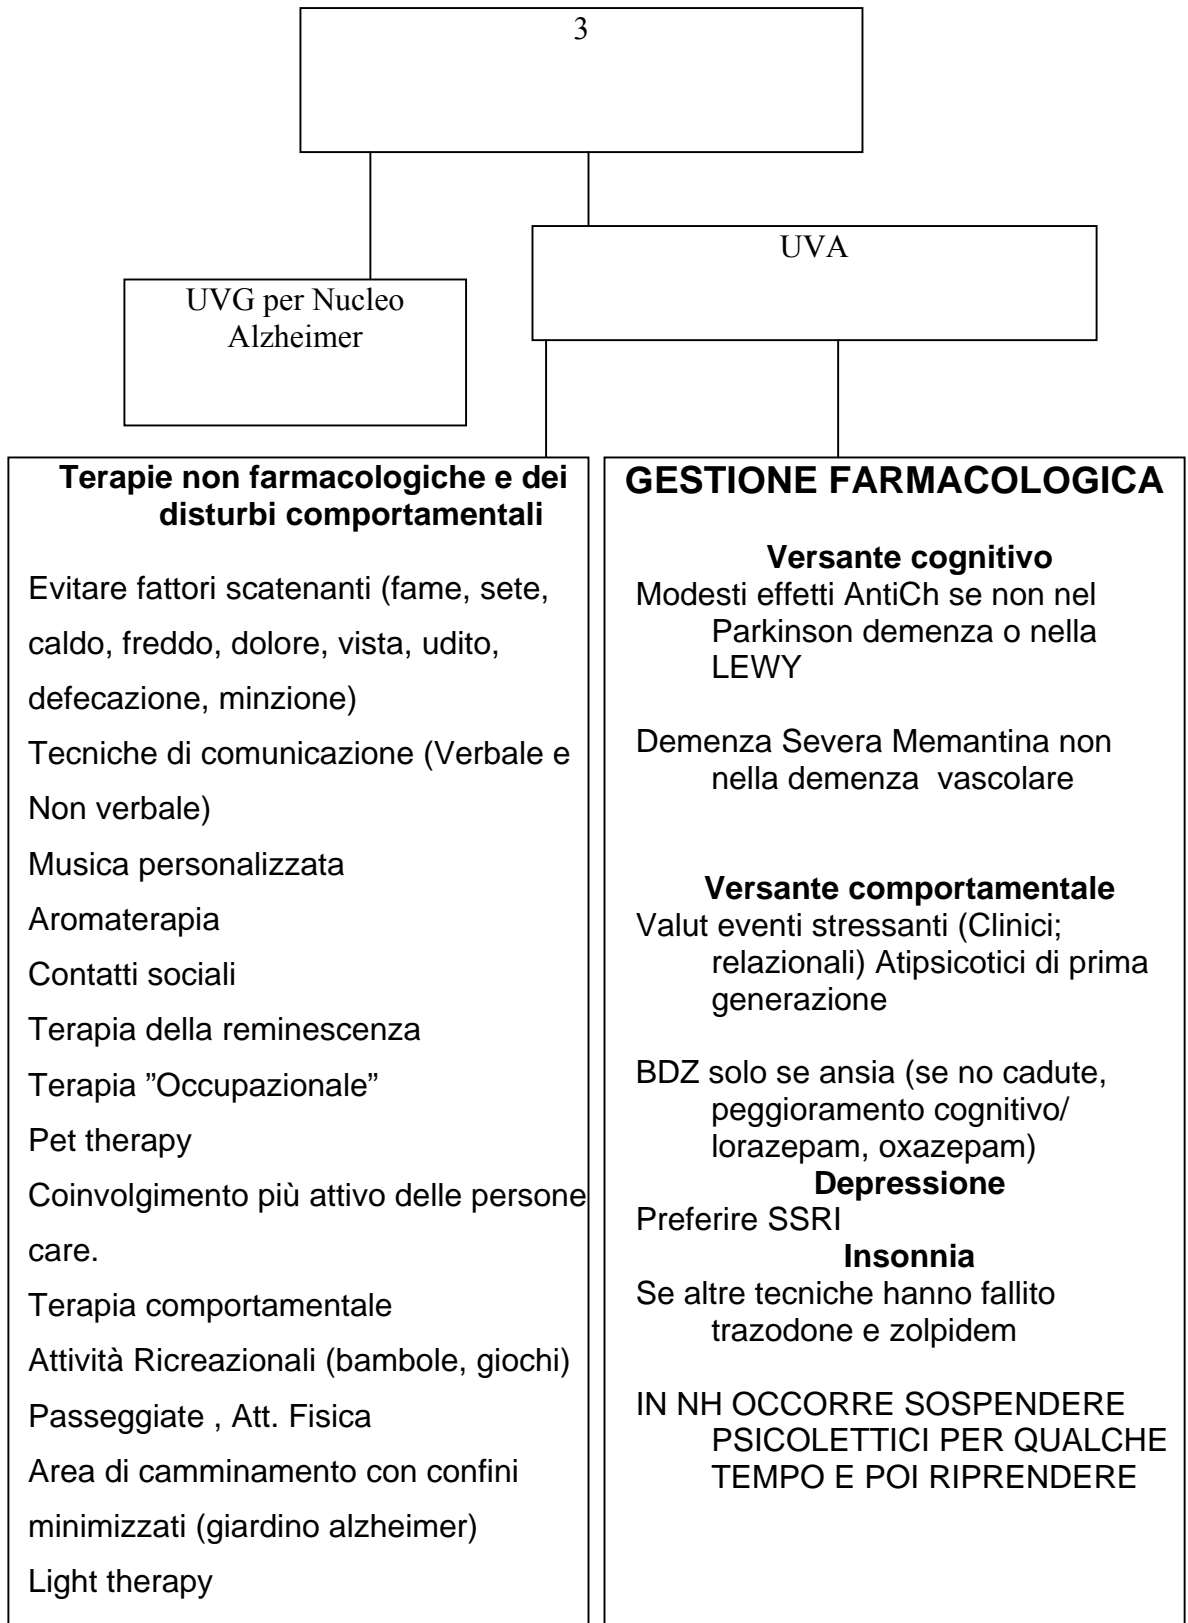 3
UVA
UVG per Nucleo
Alzheimer
Terapie non farmacologiche e dei
disturbi comportamentali
Evitare fattori scatenanti (fame, sete,
caldo, freddo, dolore, vista, udito,
defecazione, minzione)
Tecniche di comunicazione (Verbale e
Non verbale)
Musica personalizzata
Aromaterapia
Contatti sociali
Terapia della reminescenza
Terapia ”Occupazionale”
Pet therapy
Coinvolgimento più attivo delle persone
care.
Terapia comportamentale
Attività Ricreazionali (bambole, giochi)
Passeggiate , Att. Fisica
Area di camminamento con confini
minimizzati (giardino alzheimer)
Light therapy
GESTIONE FARMACOLOGICA
Versante cognitivo
Modesti effetti AntiCh se non nel
Parkinson demenza o nella
LEWY
Demenza Severa Memantina non
nella demenza  vascolare
Versante comportamentale
Valut eventi stressanti (Clinici;
relazionali) Atipsicotici di prima
generazione
BDZ solo se ansia (se no cadute,
peggioramento cognitivo/
lorazepam, oxazepam)
Depressione
Preferire SSRI
Insonnia
Se altre tecniche hanno fallito
trazodone e zolpidem
IN NH OCCORRE SOSPENDERE
PSICOLETTICI PER QUALCHE
TEMPO E POI RIPRENDERE